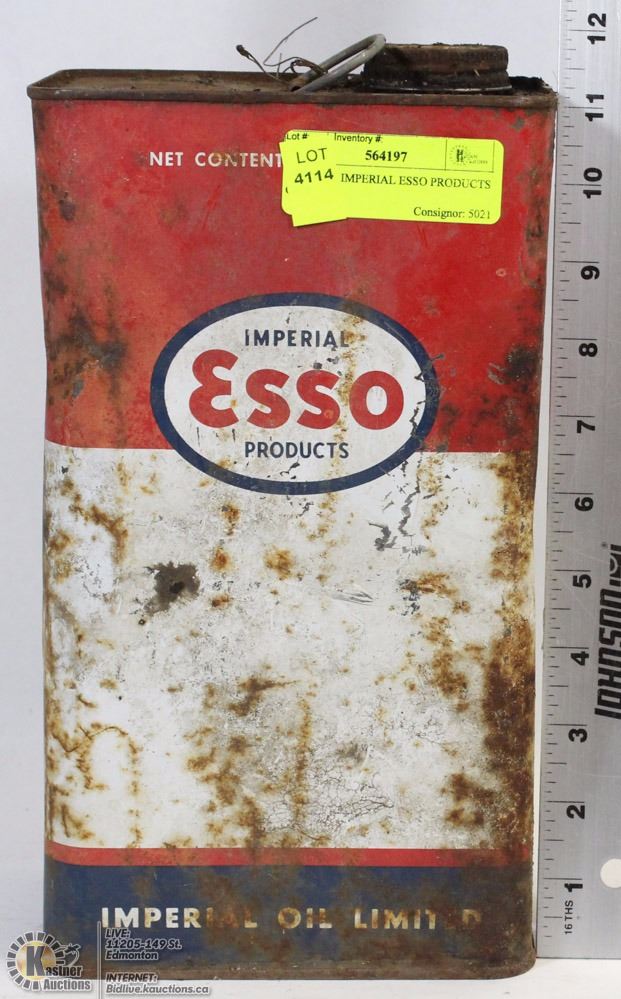 NET CONTENT
Lot #:
Inventory #:
LOT
4114
564197
IMPERIAL ESSO PRODUCTS
Consignor: 5021
IMPERIAL
Esso
PRODUCTS
IMPERIAL OIL LIMITED
12
11
10
9
8
7
6
5
4
3
2
1
16 THS
JOHNSON
K
Kastner
Auctions
LIVE:
11205-149 St.
Edmonton
INTERNET:
Bidlive.kauctions.ca